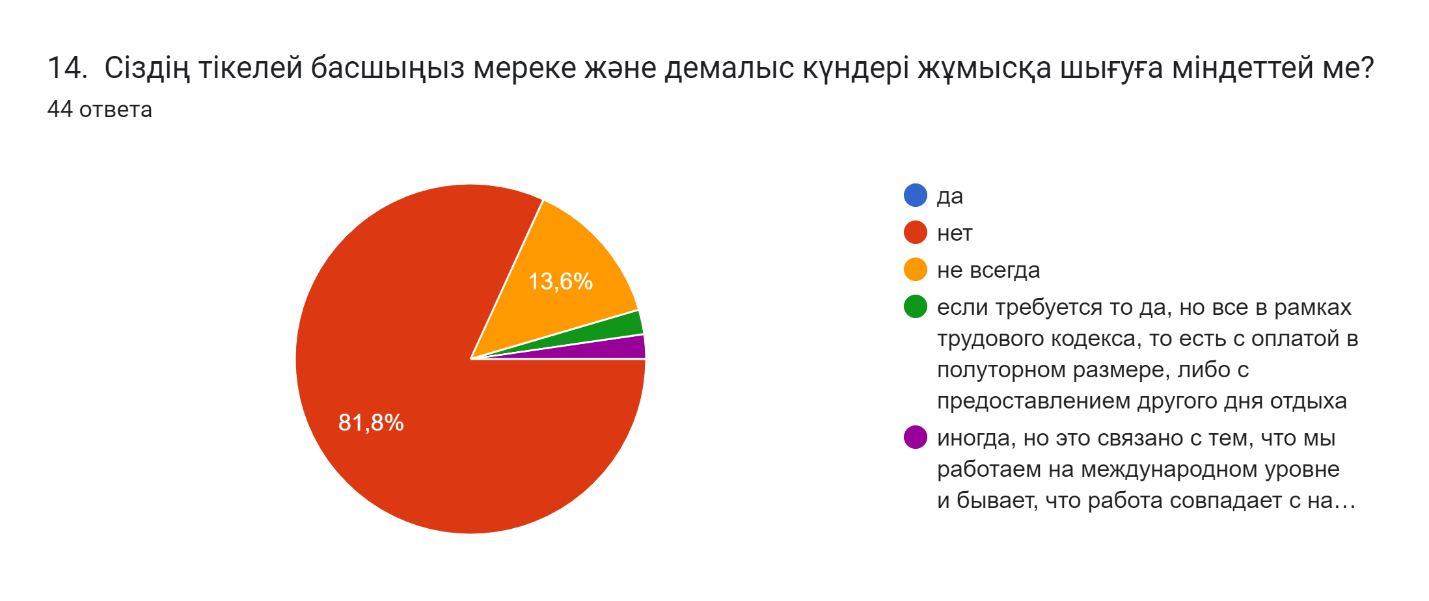 14.  Сіздің тікелей басшыңыз мереке және демалыс күндері жұмысқа шығуға міндеттей ме?
44 ответа
да
нет
не всегда
если требуется то да, но все в рамках
трудового кодекса, то есть с оплатой в
полуторном размере, либо с
предоставлением другого дня отдыха
иногда, но это связано с тем, что мы
работаем на международном уровне
и бывает, что работа совпадает с на…
13,6%
81,8%